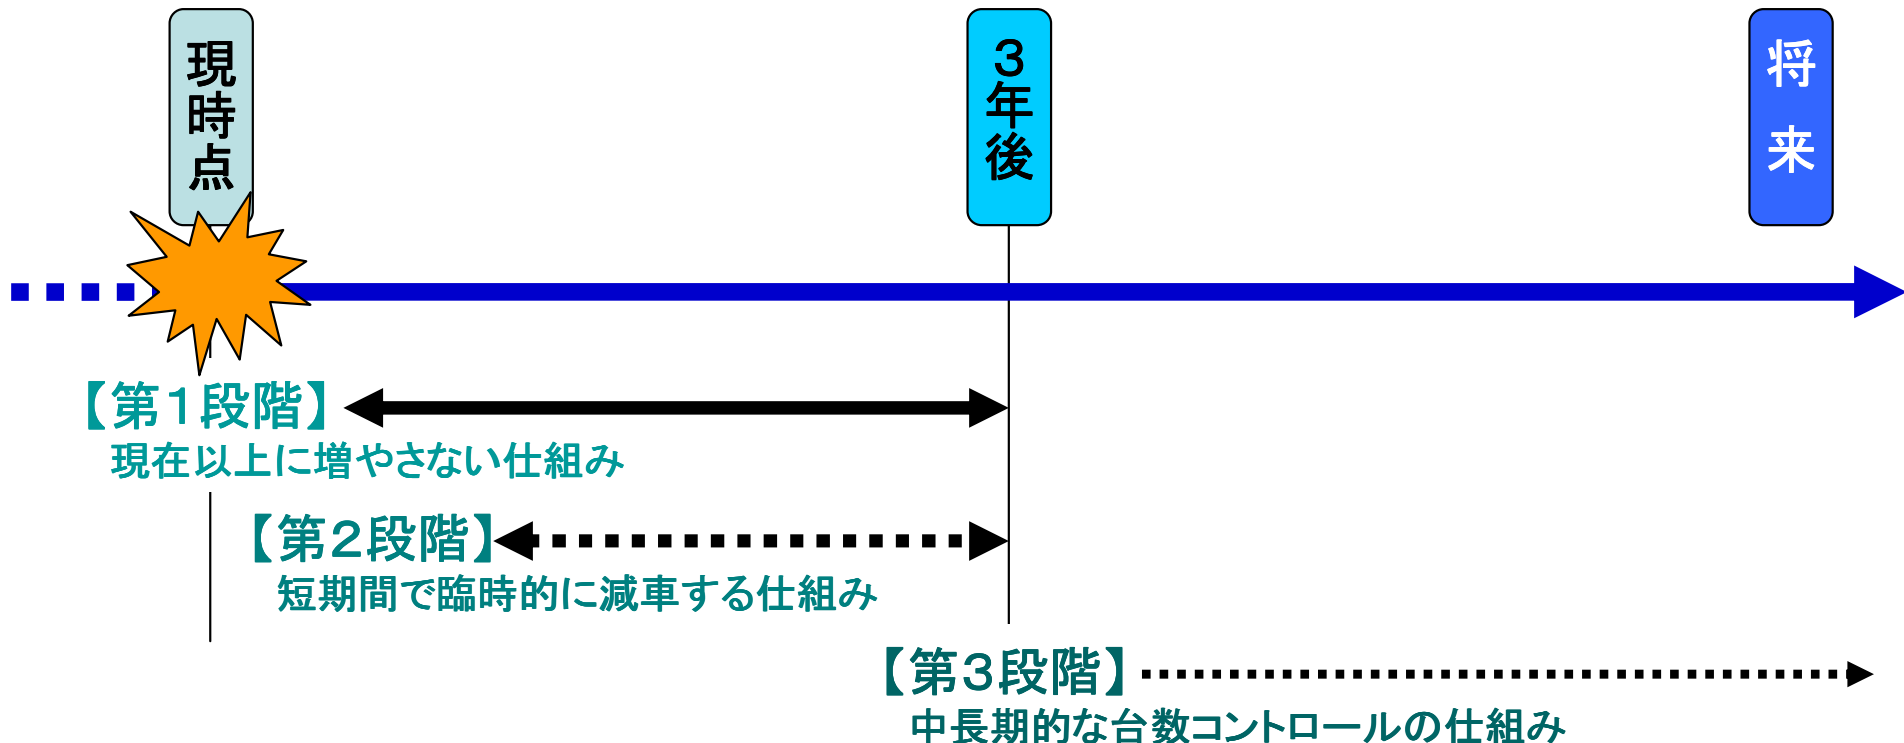 現時点
３年後
将来
【第１段階】
現在以上に増やさない仕組み
【第２段階】
短期間で臨時的に減車する仕組み
【第３段階】
中長期的な台数コントロールの仕組み